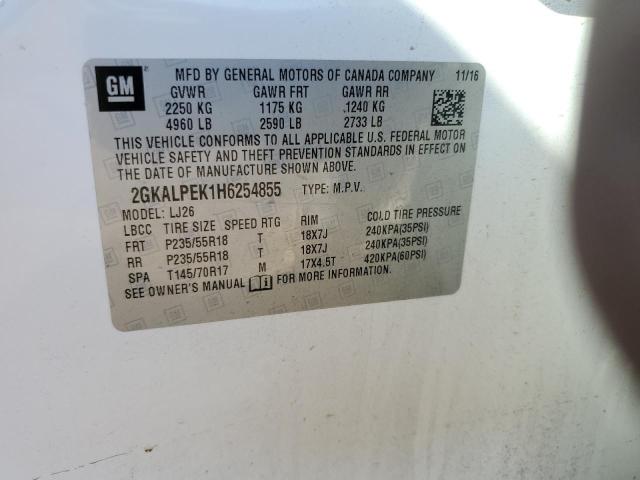 GM
MFD BY GENERAL MOTORS OF CANADA COMPANY 11/16
GVWR GAWR FRT GAWR RR
2250 KG 1175 KG 1240 KG
4960 LB 2590 LB 2733 LB
THIS VEHICLE CONFORMS TO ALL APPLICABLE U.S. FEDERAL MOTOR
VEHICLE SAFETY AND THEFT PREVENTION STANDARDS IN EFFECT ON
THE DATE OF MANUFACTURE SHOWN ABOVE.
2GKALPEK1H6254855 TYPE: M.P.V.
MODEL: LJ26
LBCC TIRE SIZE SPEED RTG RIM COLD TIRE PRESSURE
FRT P235/55R18 T 18X7J 240KPA(35PSI)
RR P235/55R18 T 18X7J 240KPA(35PSI)
SPA T145/70R17 M 17X4.5T 420KPA(60PSI)
SEE OWNER'S MANUAL FOR MORE INFORMATION.